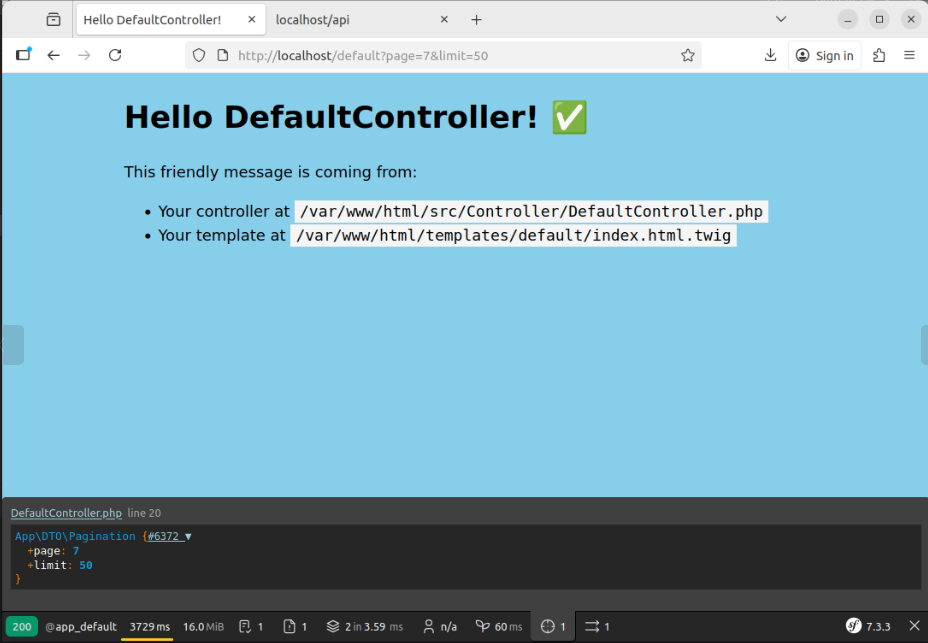 Hello DefaultController!
localhost/api
http://localhost/default?page=7&limit=50
Sign in
Hello DefaultController! ✅
This friendly message is coming from:
• Your controller at /var/www/html/src/Controller/DefaultController.php
• Your template at /var/www/html/templates/default/index.html.twig
DefaultController.php line 20
App\DTO\Pagination {#6372 ▼
+page: 7
+limit: 50
}
200 @app_default 3729 ms 16.0 MiB 1 1 2 in 3.59 ms n/a 60 ms 1 1 sf 7.3.3